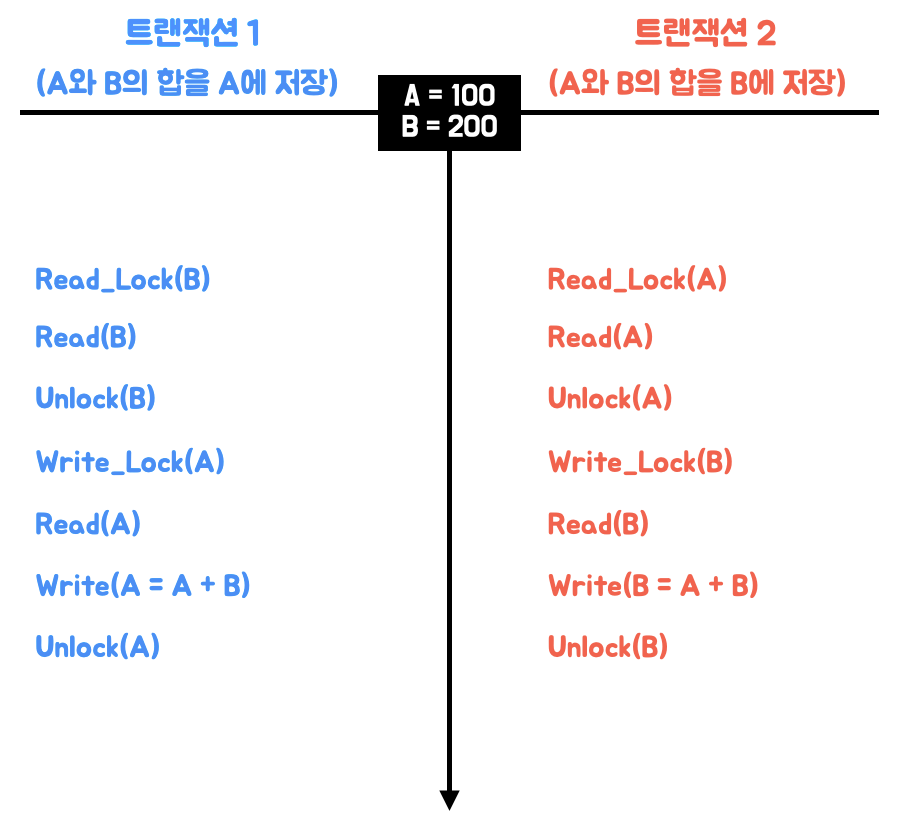 트랜잭션 1
(A와 B의 합을 A에 저장)
트랜잭션 2
(A와 B의 합을 B에 저장)
A = 100
B = 200
Read_Lock(B)
Read(B)
Unlock(B)
Write_Lock(A)
Read(A)
Write(A = A + B)
Unlock(A)
Read_Lock(A)
Read(A)
Unlock(A)
Write_Lock(B)
Read(B)
Write(B = A + B)
Unlock(B)